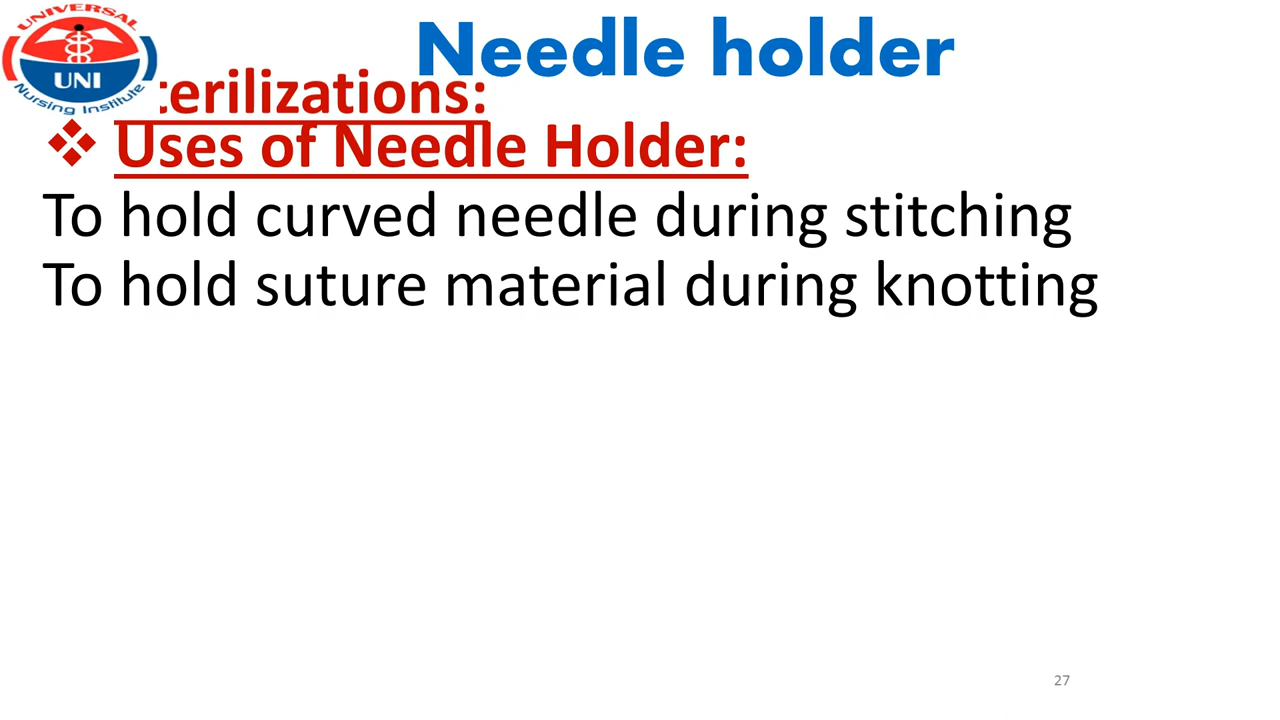 UNIVERSAL
UNI
Nursing Institute
Needle holder
terilizations:
❖ Uses of Needle Holder:
To hold curved needle during stitching
To hold suture material during knotting
27